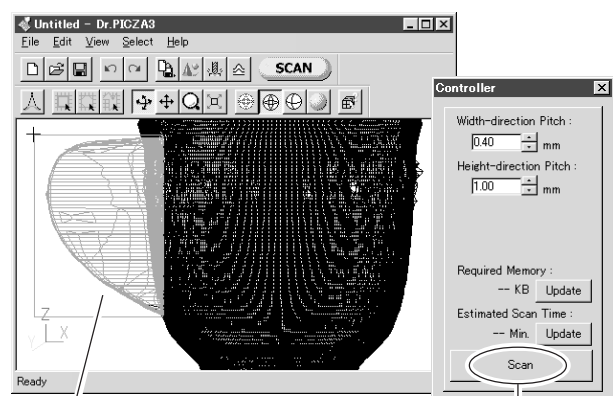 Untitled - Dr.PICZA3
File Edit View Select Help
SCAN
Controller
Width-direction Pitch :
0.40 mm
Height-direction Pitch :
1.00 mm
Required Memory :
-- KB Update
Estimated Scan Time :
-- Min. Update
Scan
Z
Y X
Ready